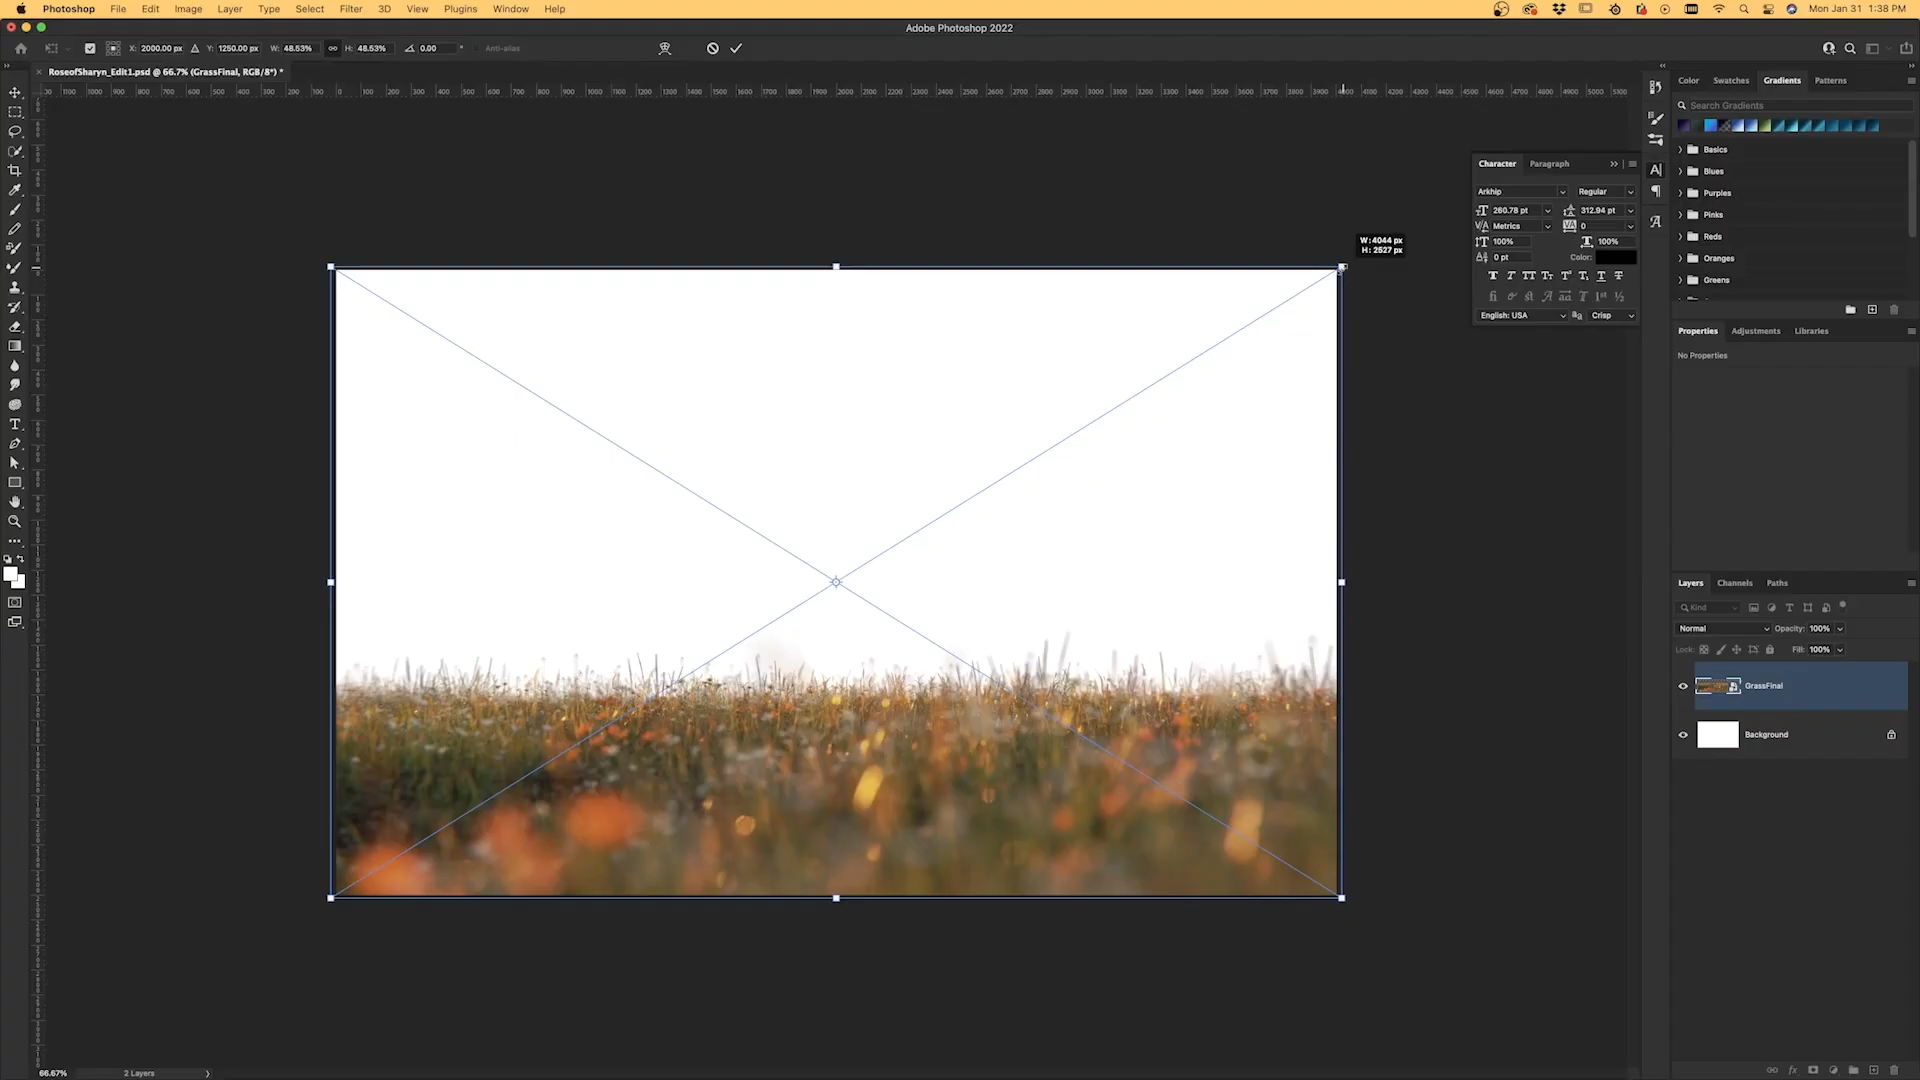 Photoshop File Edit Image Layer Type Select Filter 3D View Plugins Window Help Mon Jan 31 1:38 PM
Adobe Photoshop 2022
X: 2000.00 px Y: 1250.00 px W: 48.53% H: 48.53% 0.00 ° Anti-alias
RoseofSharyn_Edit1.psd @ 66.7% (GrassFinal, RGB/8*) *
Color Swatches Gradients Patterns
Search Gradients
Basics
Blues
Purples
Pinks
Reds
Oranges
Greens
Character Paragraph
Arkhip Regular
260.78 pt 312.94 pt
Metrics 0
100% 100%
0 pt Color:
English: USA Crisp
W: 4044 px
H: 2527 px
Properties Adjustments Libraries
No Properties
Layers Channels Paths
Kind
Normal Opacity: 100%
Lock: Fill: 100%
GrassFinal
Background
66.67% 2 Layers